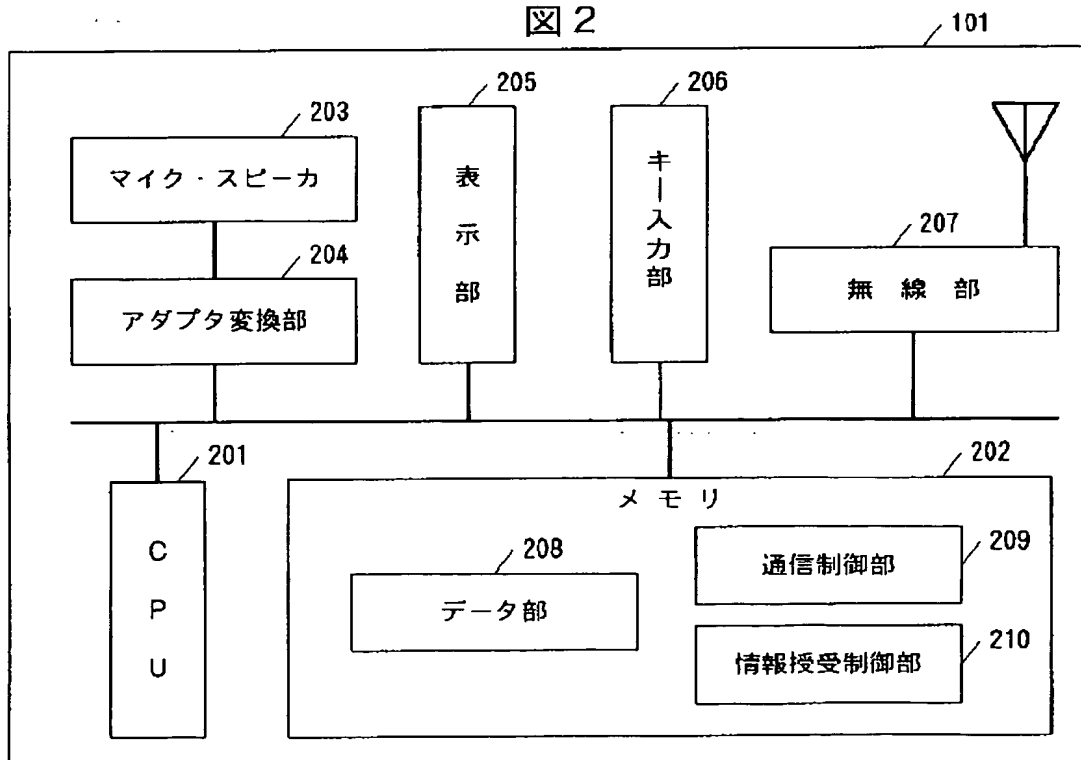 図2
101
203
マイク・スピーカ
204
アダプタ変換部
205
表示部
206
キー入力部
207
無線部
201
CPU
202
メモリ
208
データ部
209
通信制御部
210
情報授受制御部